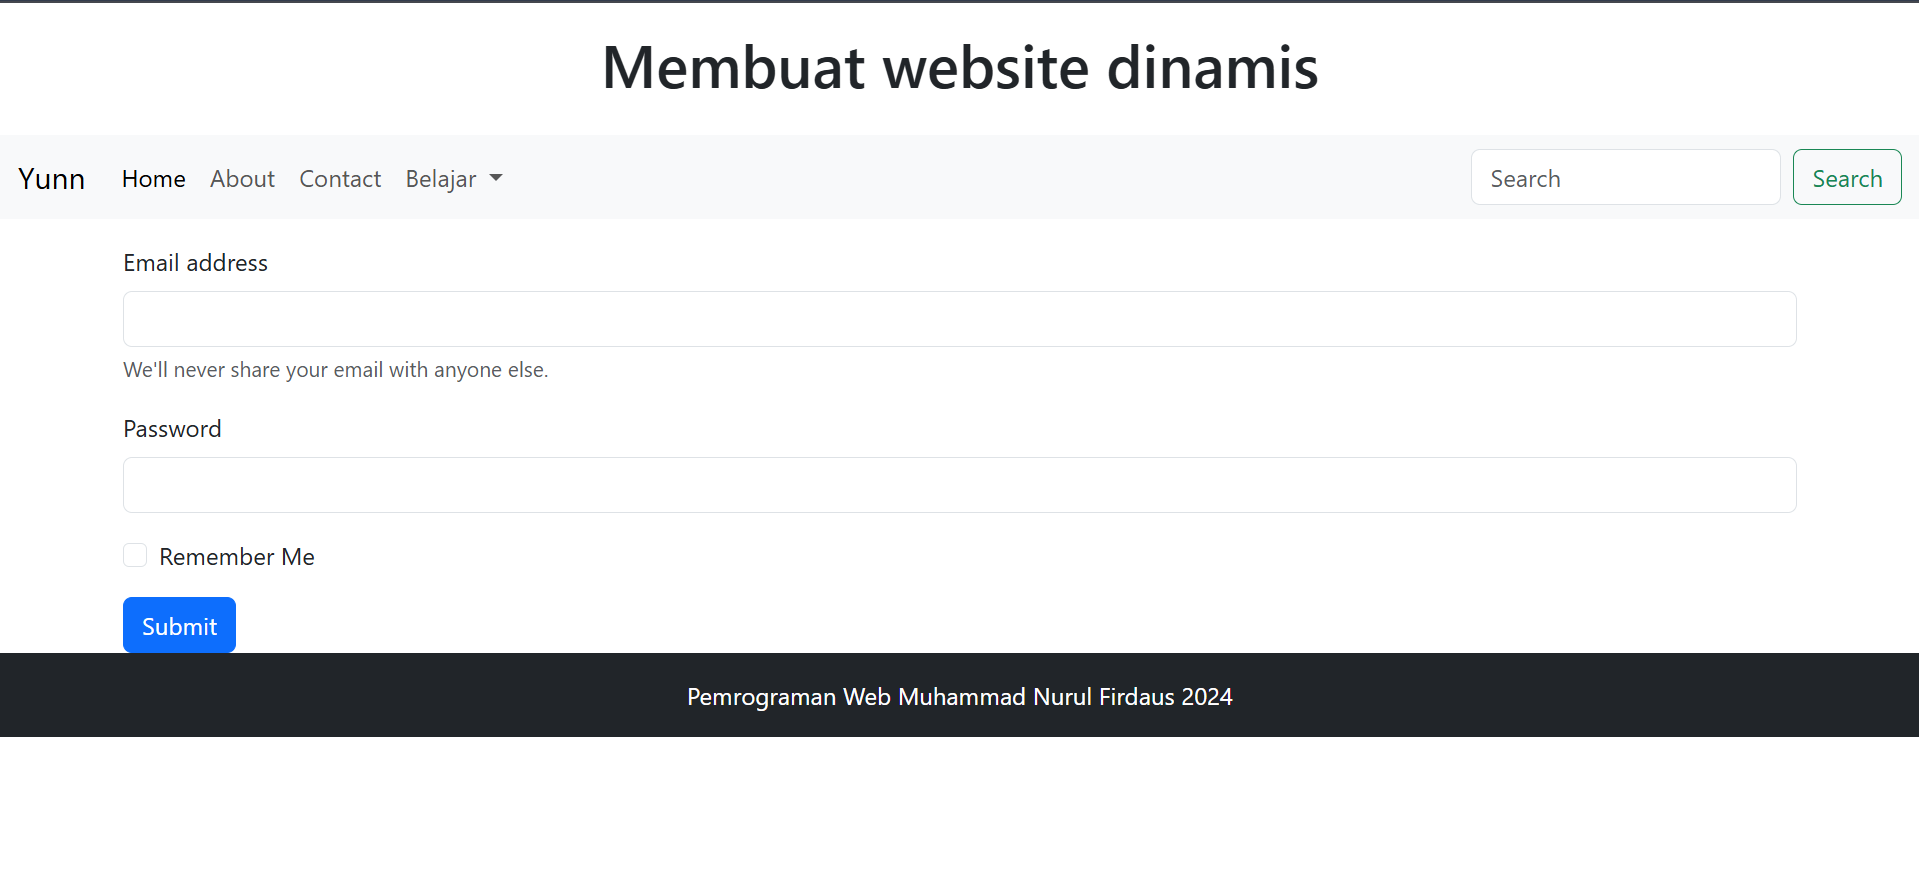 Membuat website dinamis
Yunn Home About Contact Belajar Search Search
Email address
We'll never share your email with anyone else.
Password
Remember Me
Submit
Pemrograman Web Muhammad Nurul Firdaus 2024